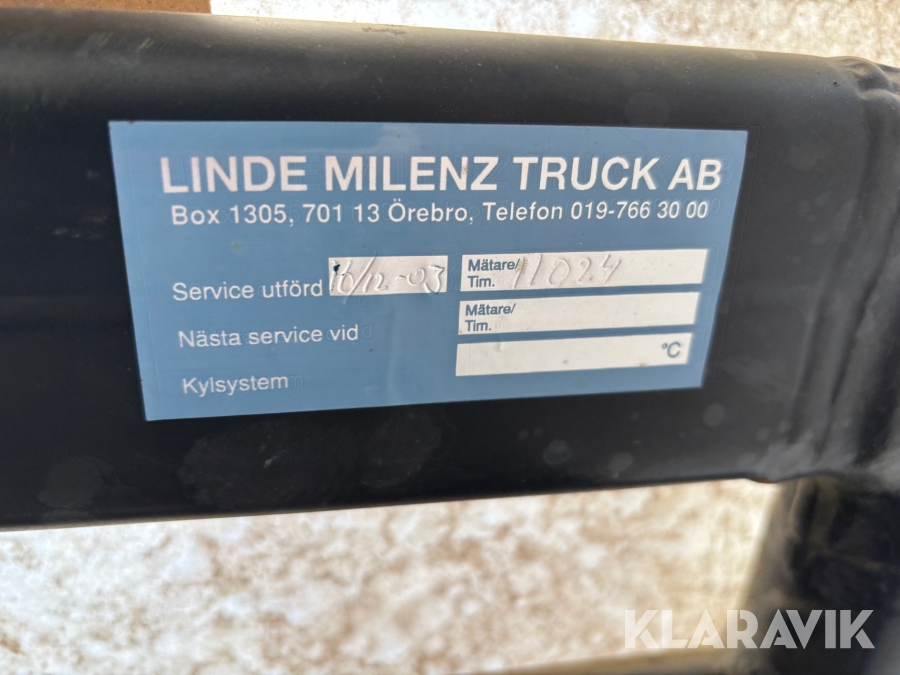 LINDE MILENZ TRUCK AB
Box 1305, 701 13 Örebro, Telefon 019-766 30 00
Service utförd 16/12-03 Mätare/ Tim. 11024
Nästa service vid Mätare/ Tim.
Kylsystem °C
KLARAVIK